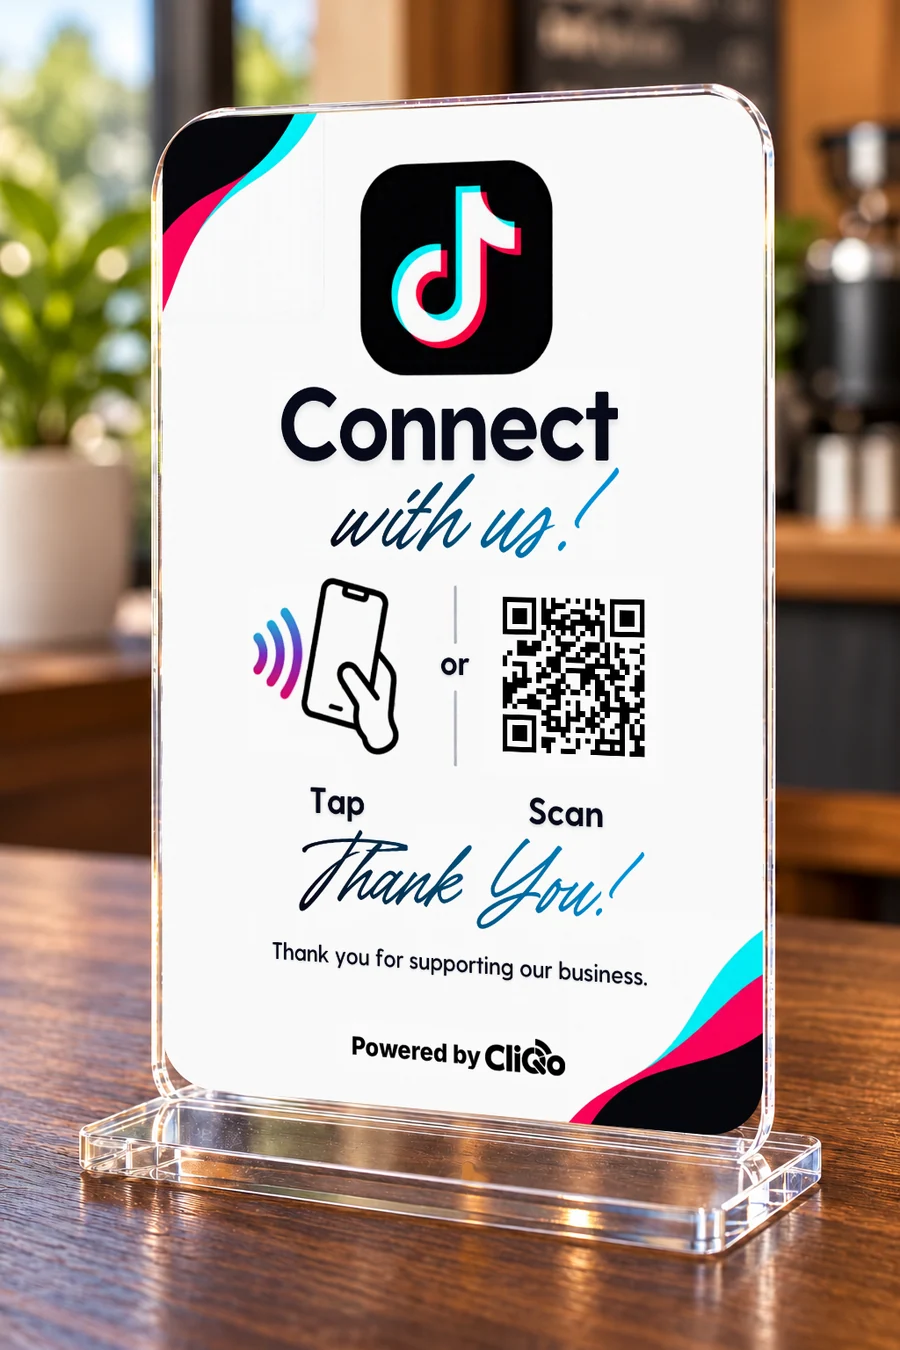 Connect
with us!
or
Tap
Scan
Thank You!
Thank you for supporting our business.
Powered by CliQo